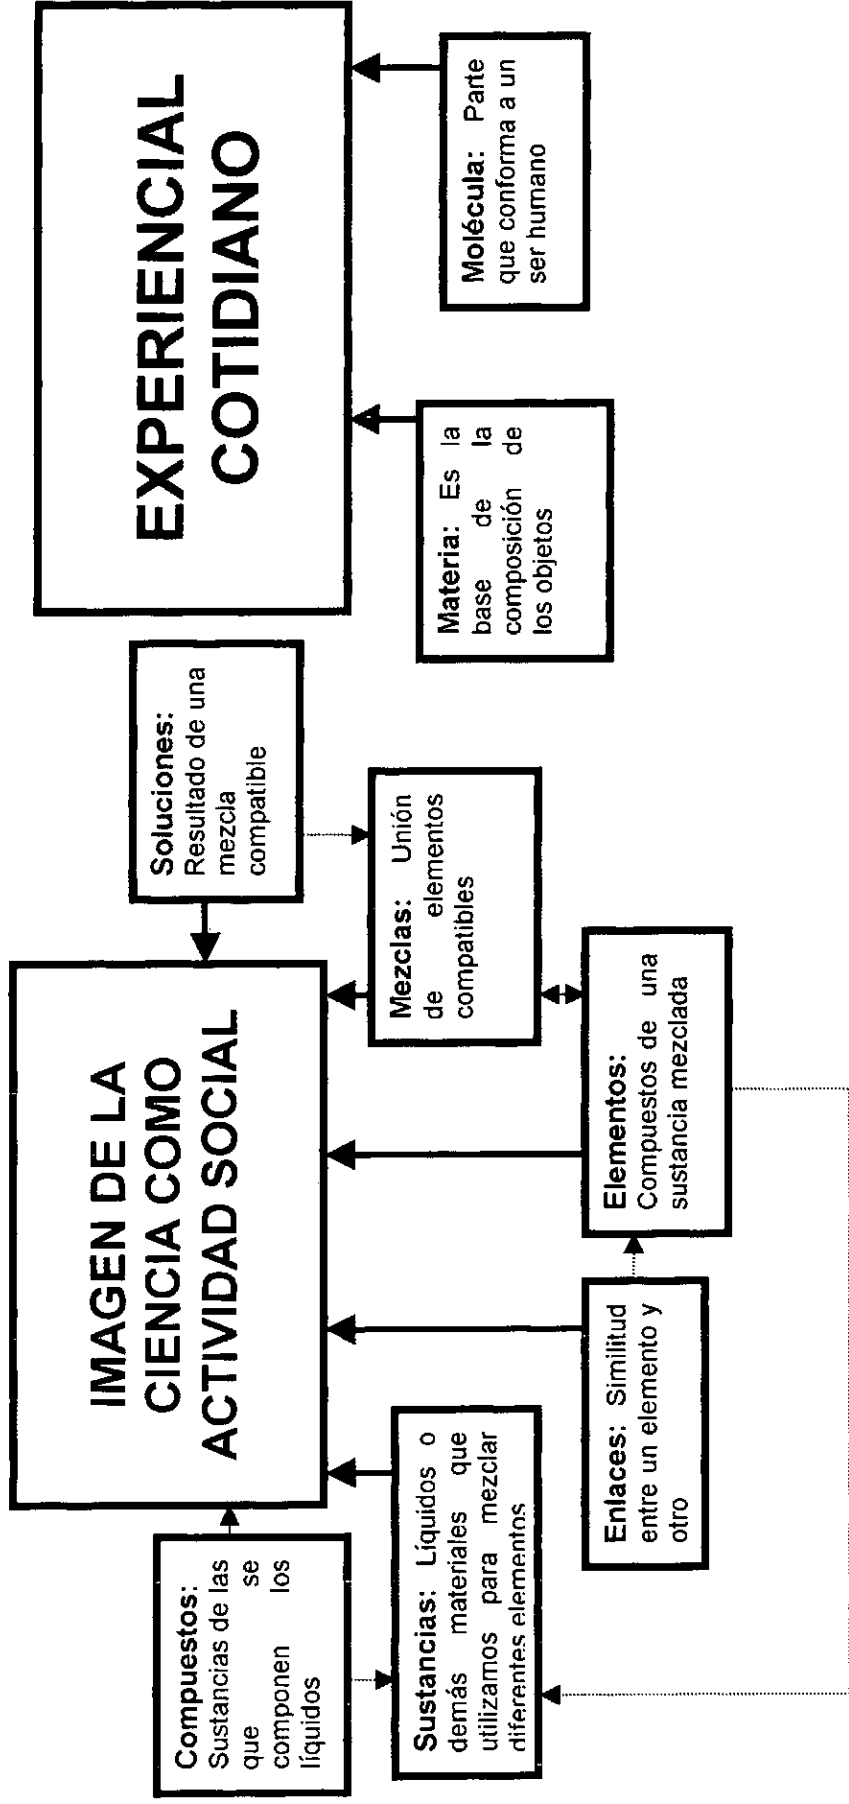 IMAGEN DE LA
CIENCIA COMO
ACTIVIDAD SOCIAL
EXPERIENCIAL
COTIDIANO
Compuestos:
Sustancias de las
que se
componen los
líquidos
Soluciones:
Resultado de una
mezcla
compatible
Sustancias: Líquidos o
demás materiales que
utilizamos para mezclar
diferentes elementos
Mezclas: Unión
de elementos
compatibles
Materia: Es la
base de la
composición de
los objetos
Molécula: Parte
que conforma a un
ser humano
Enlaces: Similitud
entre un elemento y
otro
Elementos:
Compuestos de una
sustancia mezclada